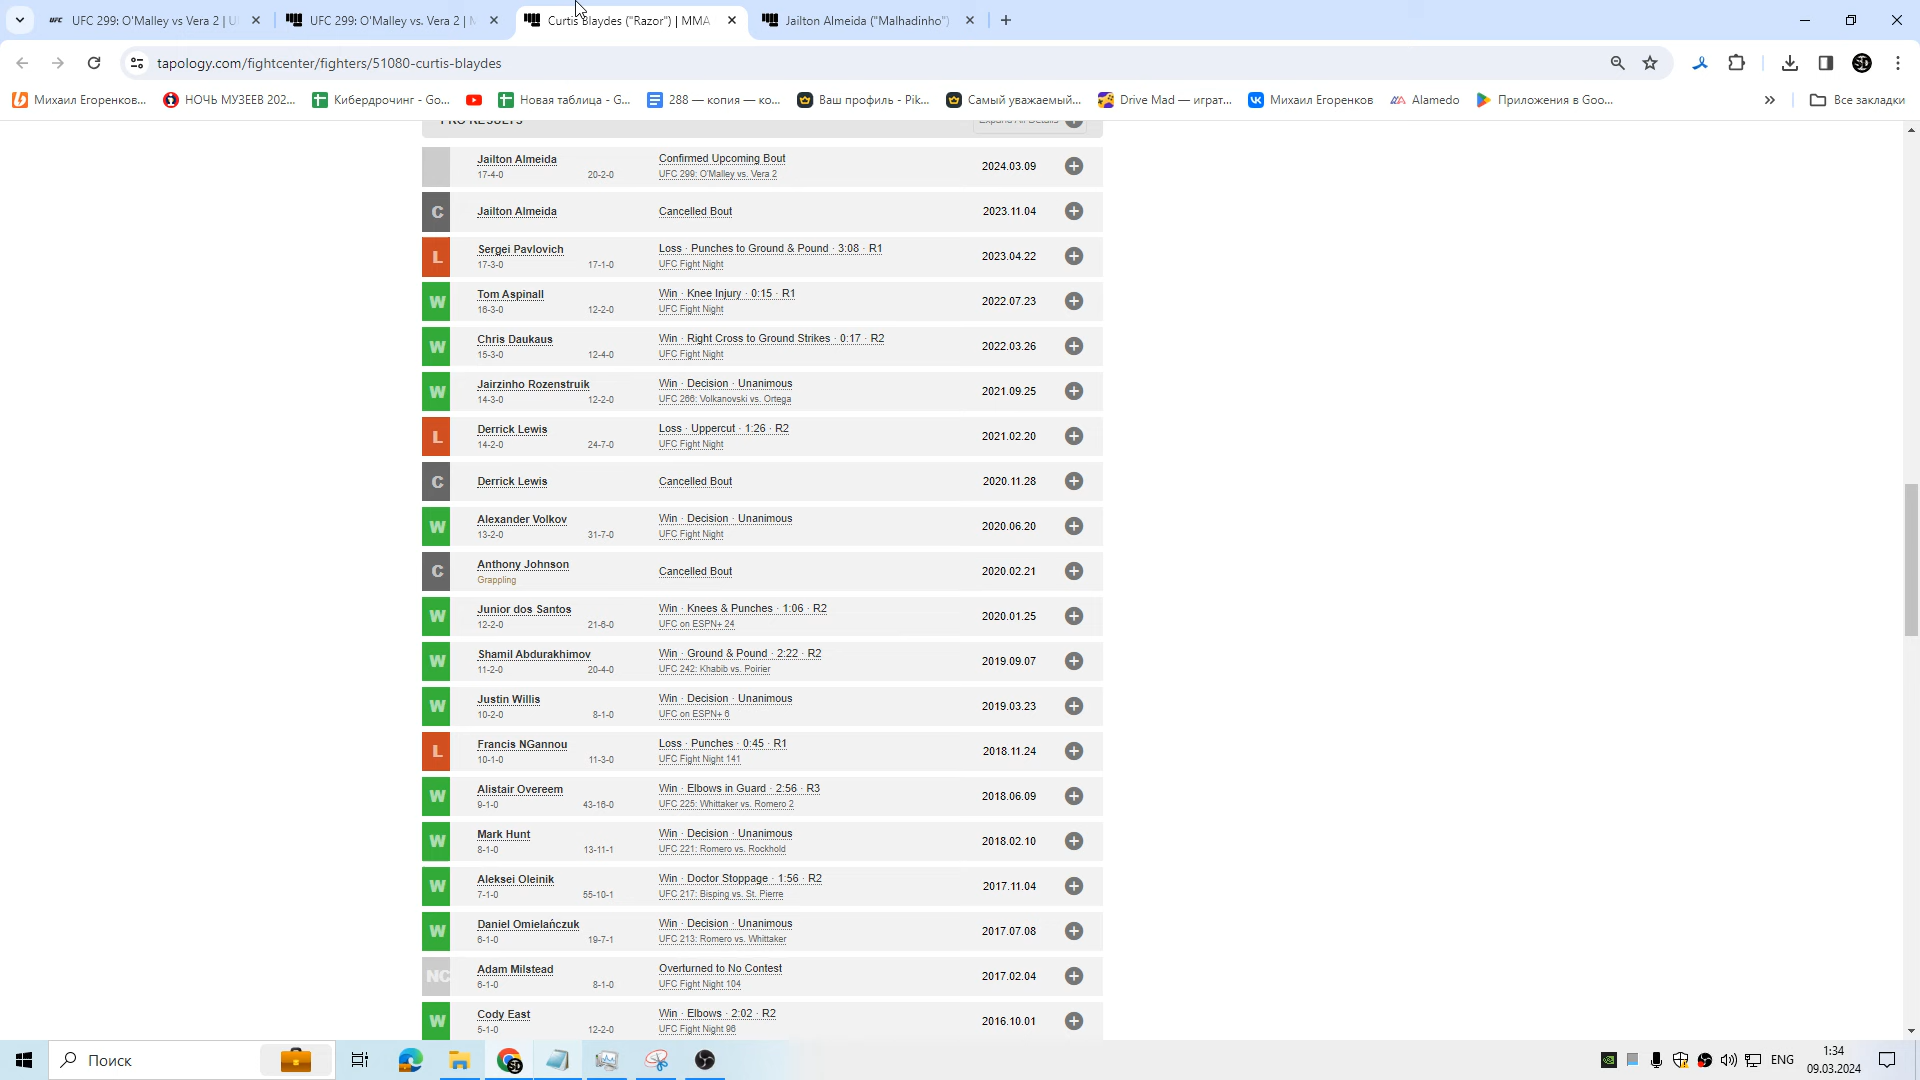 UFC 299: O'Malley vs Vera 2 | U
UFC 299: O'Malley vs. Vera 2 | M
Curtis Blaydes ("Razor") | MMA
Jailton Almeida ("Malhadinho")
tapology.com/fightcenter/fighters/51080-curtis-blaydes
Михаил Егоренков...
НОЧЬ МУЗЕЕВ 202...
Кибердрочинг - Go...
Новая таблица - G...
288 — копия — ко...
Ваш профиль - Pik...
Самый уважаемый...
Drive Mad — играт...
Михаил Егоренков
Alamedo
Приложения в Goo...
Все закладки
PRO RESULTS
Expand All Details
Jailton Almeida
17-4-0
20-2-0
Confirmed Upcoming Bout
UFC 299: O'Malley vs. Vera 2
2024.03.09
C
Jailton Almeida
Cancelled Bout
2023.11.04
L
Sergei Pavlovich
17-3-0
17-1-0
Loss · Punches to Ground & Pound · 3:08 · R1
UFC Fight Night
2023.04.22
W
Tom Aspinall
16-3-0
12-2-0
Win · Knee Injury · 0:15 · R1
UFC Fight Night
2022.07.23
W
Chris Daukaus
15-3-0
12-4-0
Win · Right Cross to Ground Strikes · 0:17 · R2
UFC Fight Night
2022.03.26
W
Jairzinho Rozenstruik
14-3-0
12-2-0
Win · Decision · Unanimous
UFC 266: Volkanovski vs. Ortega
2021.09.25
L
Derrick Lewis
14-2-0
24-7-0
Loss · Uppercut · 1:26 · R2
UFC Fight Night
2021.02.20
C
Derrick Lewis
Cancelled Bout
2020.11.28
W
Alexander Volkov
13-2-0
31-7-0
Win · Decision · Unanimous
UFC Fight Night
2020.06.20
C
Anthony Johnson
Grappling
Cancelled Bout
2020.02.21
W
Junior dos Santos
12-2-0
21-6-0
Win · Knees & Punches · 1:06 · R2
UFC on ESPN+ 24
2020.01.25
W
Shamil Abdurakhimov
11-2-0
20-4-0
Win · Ground & Pound · 2:22 · R2
UFC 242: Khabib vs. Poirier
2019.09.07
W
Justin Willis
10-2-0
8-1-0
Win · Decision · Unanimous
UFC on ESPN+ 6
2019.03.23
L
Francis NGannou
10-1-0
11-3-0
Loss · Punches · 0:45 · R1
UFC Fight Night 141
2018.11.24
W
Alistair Overeem
9-1-0
43-16-0
Win · Elbows in Guard · 2:56 · R3
UFC 225: Whittaker vs. Romero 2
2018.06.09
W
Mark Hunt
8-1-0
13-11-1
Win · Decision · Unanimous
UFC 221: Romero vs. Rockhold
2018.02.10
W
Aleksei Oleinik
7-1-0
55-10-1
Win · Doctor Stoppage · 1:56 · R2
UFC 217: Bisping vs. St. Pierre
2017.11.04
W
Daniel Omielańczuk
6-1-0
19-7-1
Win · Decision · Unanimous
UFC 213: Romero vs. Whittaker
2017.07.08
NC
Adam Milstead
6-1-0
8-1-0
Overturned to No Contest
UFC Fight Night 104
2017.02.04
W
Cody East
5-1-0
12-2-0
Win · Elbows · 2:02 · R2
UFC Fight Night 96
2016.10.01
Поиск
ENG
1:34
09.03.2024